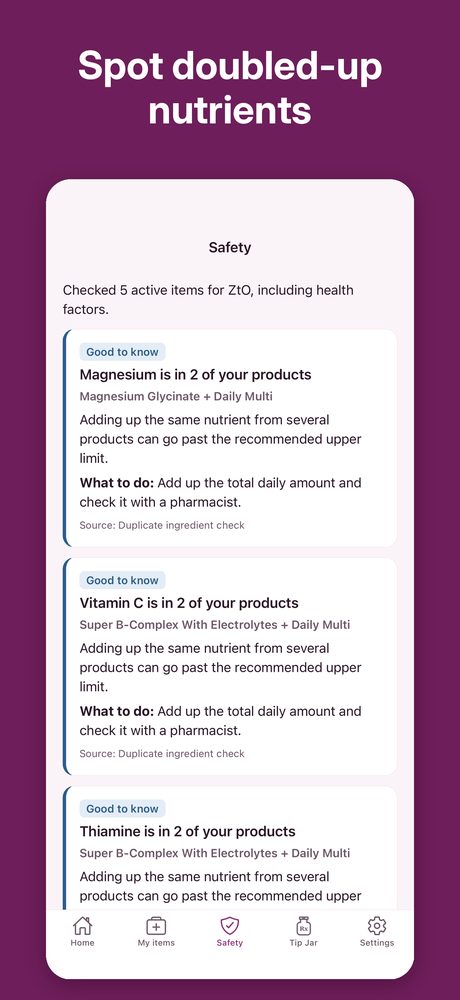 Spot doubled-up
nutrients
Safety
Checked 5 active items for ZtO, including health
factors.
Good to know
Magnesium is in 2 of your products
Magnesium Glycinate + Daily Multi
Adding up the same nutrient from several
products can go past the recommended upper
limit.
What to do: Add up the total daily amount and
check it with a pharmacist.
Source: Duplicate ingredient check
Good to know
Vitamin C is in 2 of your products
Super B-Complex With Electrolytes + Daily Multi
Adding up the same nutrient from several
products can go past the recommended upper
limit.
What to do: Add up the total daily amount and
check it with a pharmacist.
Source: Duplicate ingredient check
Good to know
Thiamine is in 2 of your products
Super B-Complex With Electrolytes + Daily Multi
Adding up the same nutrient from several
products can go past the recommended upper
Rx
Home
My items
Safety
Tip Jar
Settings